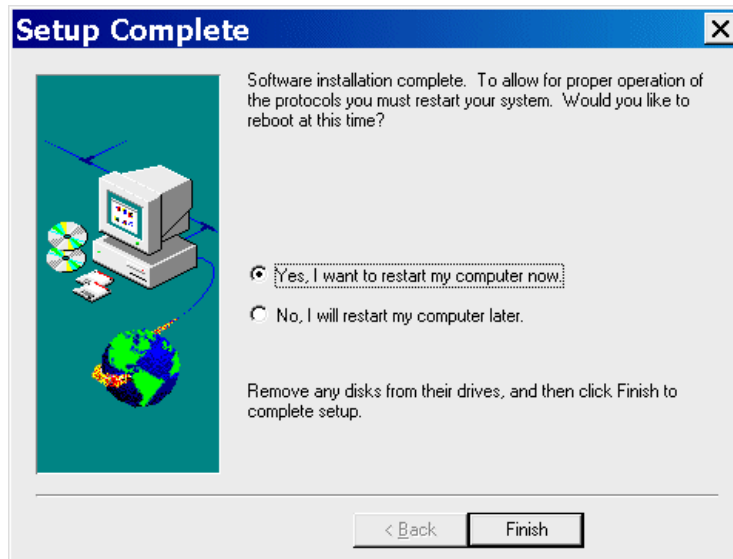 Setup Complete
Software installation complete.  To allow for proper operation of
the protocols you must restart your system.  Would you like to
reboot at this time?
Yes, I want to restart my computer now.
No, I will restart my computer later.
Remove any disks from their drives, and then click Finish to
complete setup.
< Back
Finish